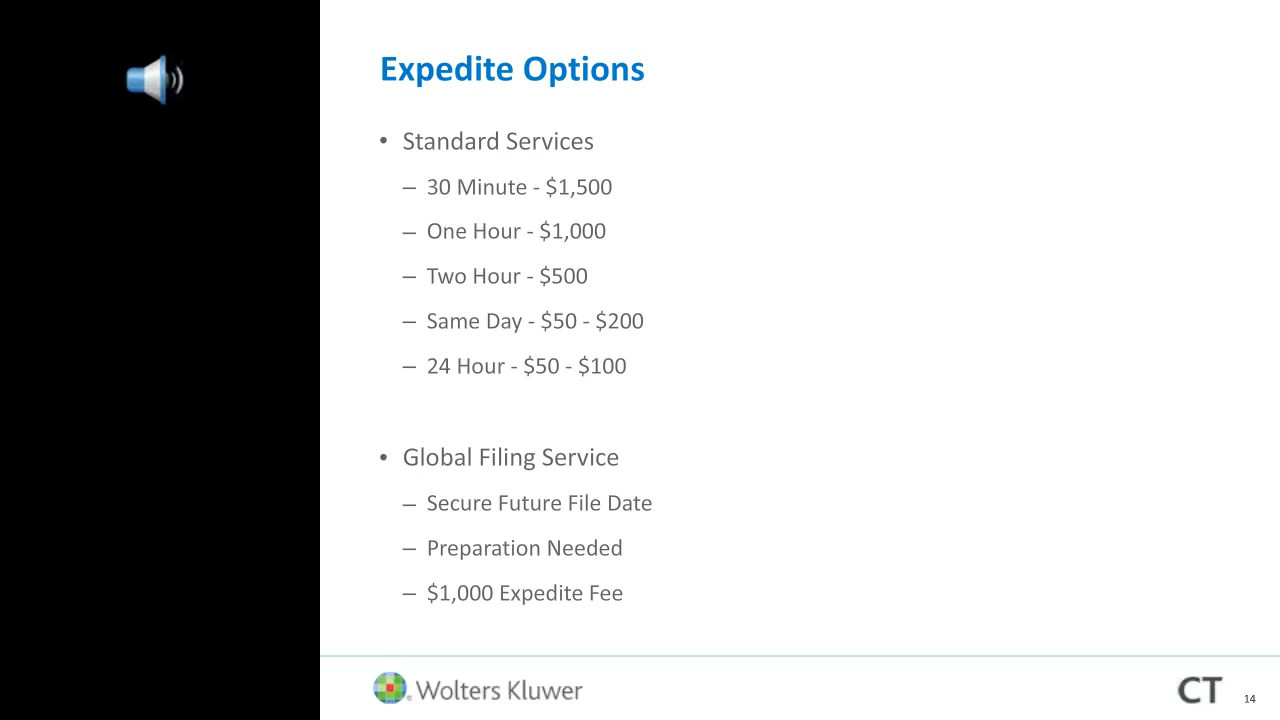 Expedite Options
• Standard Services
– 30 Minute - $1,500
– One Hour - $1,000
– Two Hour - $500
– Same Day - $50 - $200
– 24 Hour - $50 - $100
• Global Filing Service
– Secure Future File Date
– Preparation Needed
– $1,000 Expedite Fee
Wolters Kluwer
CT
14